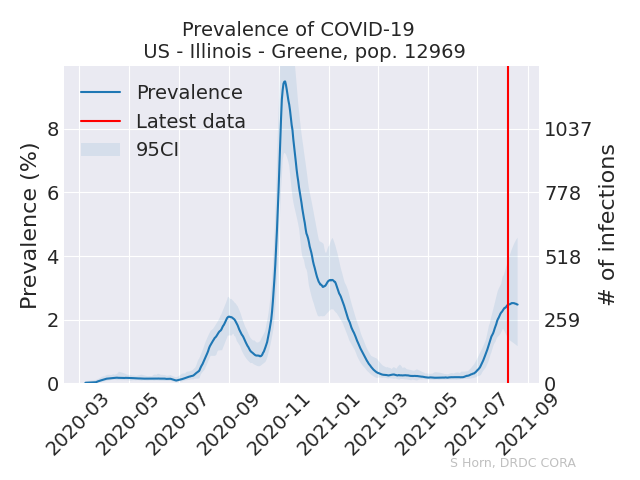 Prevalence of COVID-19
US - Illinois - Greene, pop. 12969
Prevalence
Latest data
95CI
Prevalence (%)
8
6
4
2
0
1037
778
518
259
0
# of infections
2020-03
2020-05
2020-07
2020-09
2020-11
2021-01
2021-03
2021-05
2021-07
2021-09
S Horn, DRDC CORA